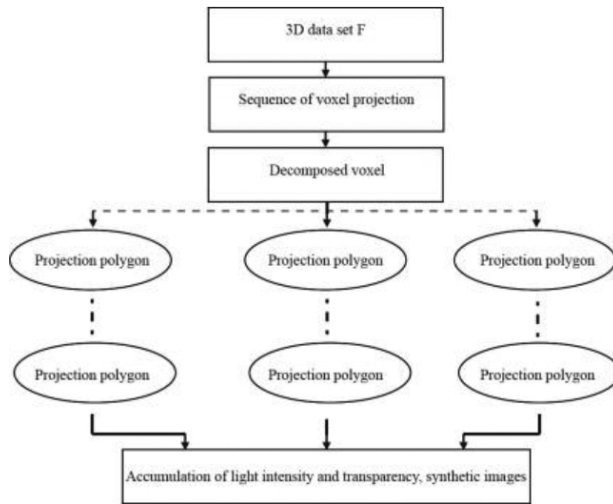 3D data set F
Sequence of voxel projection
Decomposed voxel
Projection polygon
Projection polygon
Projection polygon
Projection polygon
Projection polygon
Projection polygon
Accumulation of light intensity and transparency, synthetic images